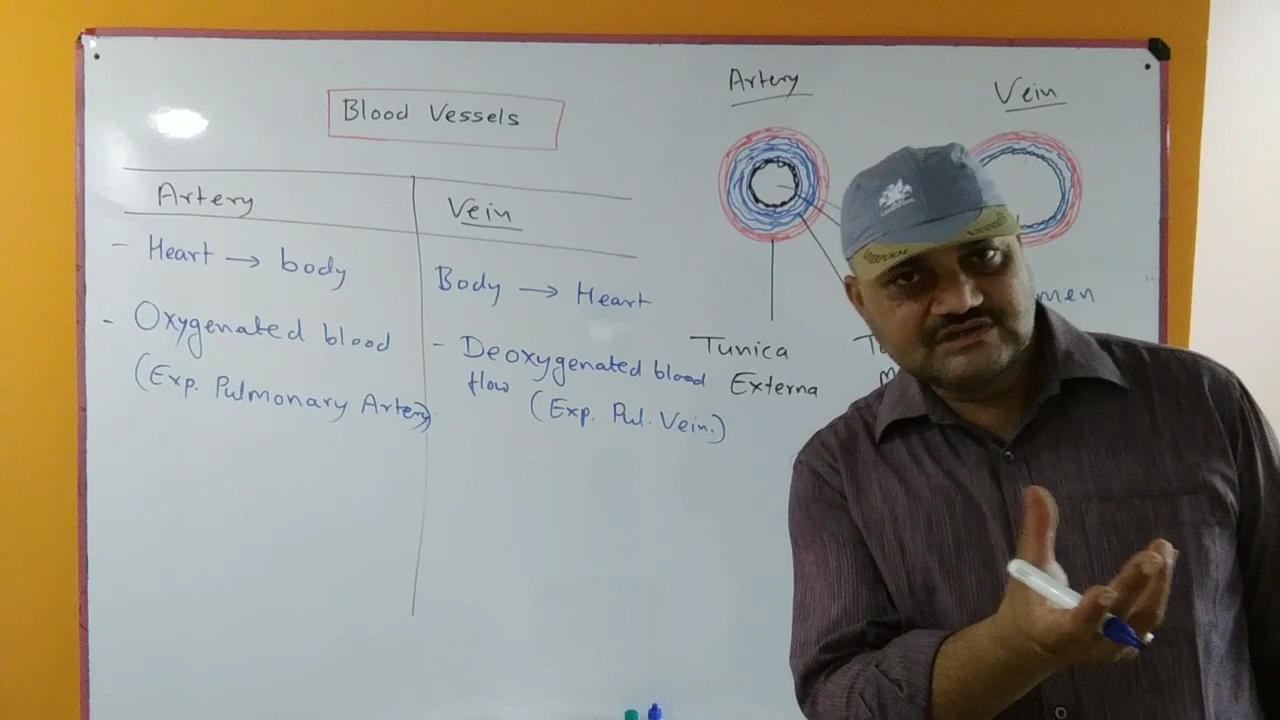 Blood Vessels
Artery
Vein
- Heart → body
Body → Heart
- Oxygenated blood
(Exp. Pulmonary Artery)
- Deoxygenated blood
flow
(Exp. Pul. Vein.)
Artery
Vein
Tunica
Externa
LIVERPOOL